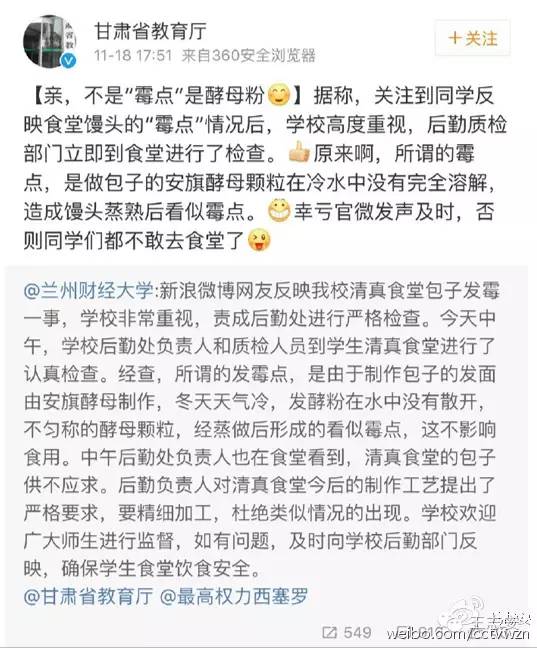 甘肃省教育厅
11-18 17:51 来自360安全浏览器
+关注
【亲，不是“霉点”是酵母粉】据称，关注到同学反
映食堂馒头的“霉点”情况后，学校高度重视，后勤质检
部门立即到食堂进行了检查。原来啊，所谓的霉
点，是做包子的安旗酵母颗粒在冷水中没有完全溶解，
造成馒头蒸熟后看似霉点。幸亏官微发声及时，否
则同学们都不敢去食堂了
@兰州财经大学:新浪微博网友反映我校清真食堂包子发霉
一事，学校非常重视，责成后勤处进行严格检查。今天中
午，学校后勤处负责人和质检人员到学生清真食堂进行了
认真检查。经查，所谓的发霉点，是由于制作包子的发面
由安旗酵母制作，冬天天气冷，发酵粉在水中没有散开，
不匀称的酵母颗粒，经蒸做后形成的看似霉点，这不影响
食用。中午后勤处负责人也在食堂看到，清真食堂的包子
供不应求。后勤负责人对清真食堂今后的制作工艺提出了
严格要求，要精细加工，杜绝类似情况的出现。学校欢迎
广大师生进行监督，如有问题，及时向学校后勤部门反
映，确保学生食堂饮食安全。
@甘肃省教育厅 @最高权力西塞罗
549
weibo.com/cctvwzn